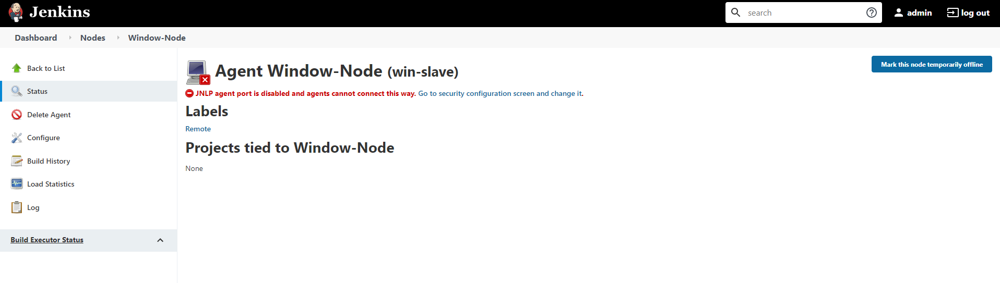 Jenkins
search
admin
log out
Dashboard
Nodes
Window-Node
Back to List
Status
Delete Agent
Configure
Build History
Load Statistics
Log
Build Executor Status
Agent Window-Node (win-slave)
Mark this node temporarily offline
JNLP agent port is disabled and agents cannot connect this way. Go to security configuration screen and change it.
Labels
Remote
Projects tied to Window-Node
None